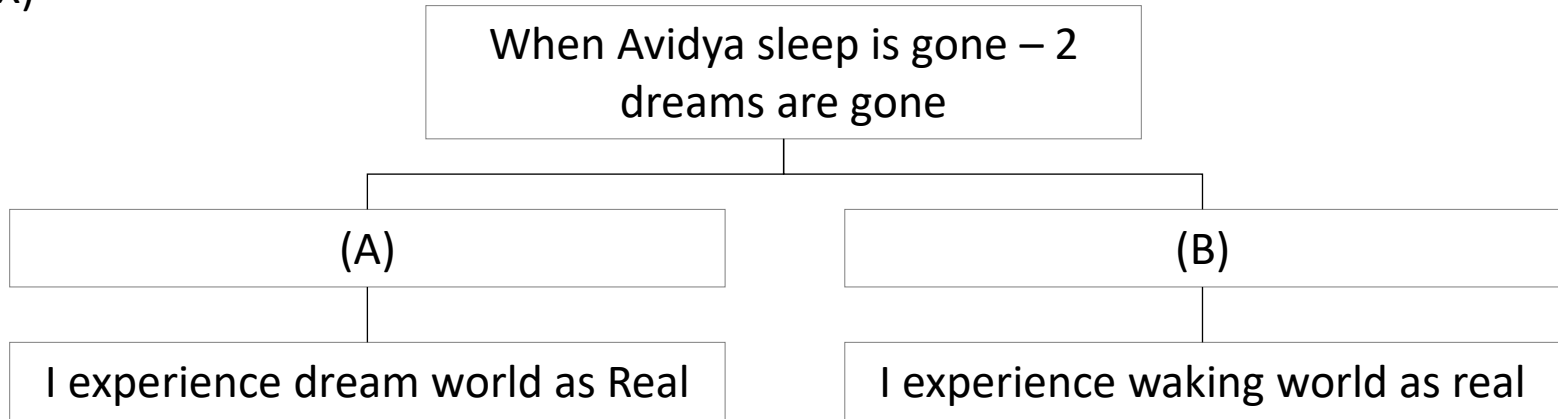 When Avidya sleep is gone – 2
dreams are gone
(A)
(B)
I experience dream world as Real
I experience waking world as real